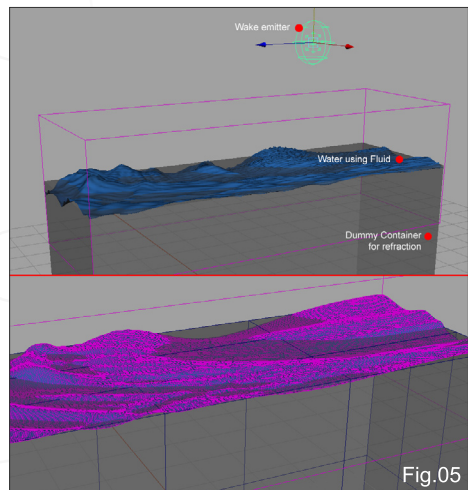 Wake emitter
Water using Fluid
Dummy Container
for refraction
Fig.05